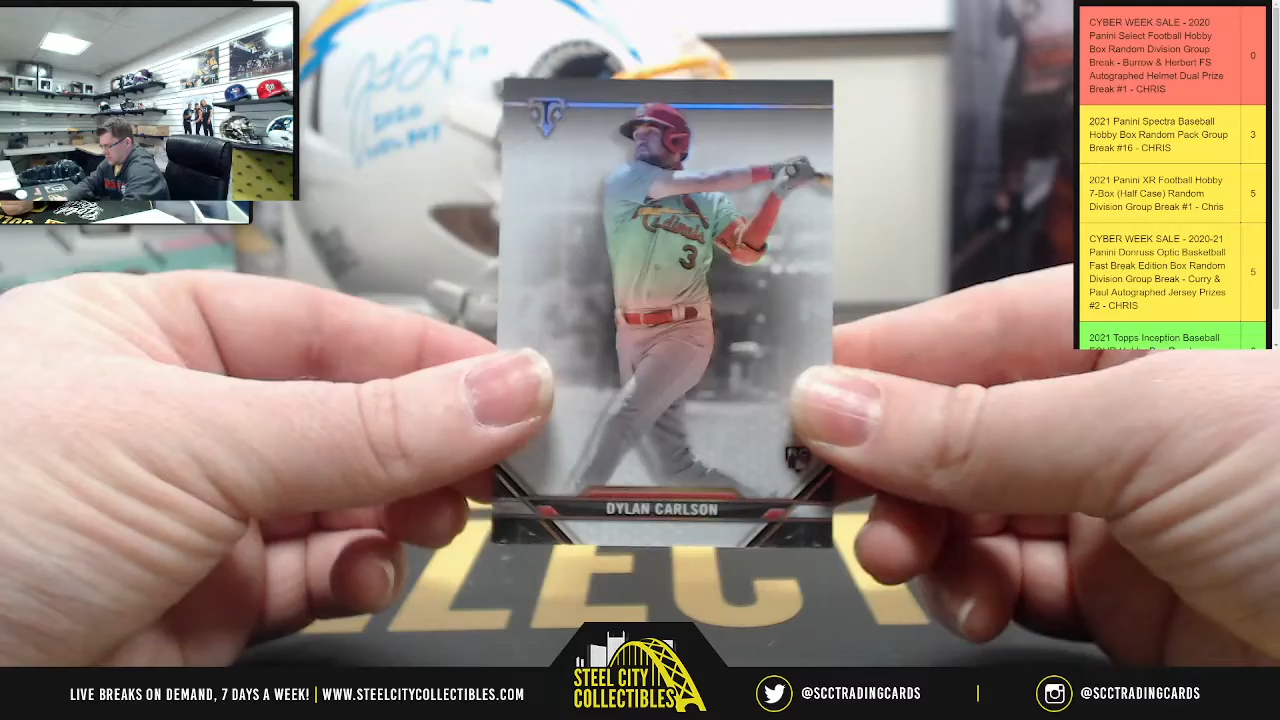 CYBER WEEK SALE - 2020
Panini Select Football Hobby
Box Random Division Group
Break - Burrow & Herbert FS
Autographed Helmet Dual Prize
Break #1 - CHRIS
0
2021 Panini Spectra Baseball
Hobby Box Random Pack Group
Break #16 - CHRIS
3
2021 Panini XR Football Hobby
7-Box (Half Case) Random
Division Group Break #1 - Chris
5
CYBER WEEK SALE - 2020-21
Panini Donruss Optic Basketball
Fast Break Edition Box Random
Division Group Break - Curry &
Paul Autographed Jersey Prizes
#2 - CHRIS
5
2021 Topps Inception Baseball
2020
Cardinals
3
RC
DYLAN CARLSON
LECT
STEEL CITY
COLLECTIBLES
LIVE BREAKS ON DEMAND, 7 DAYS A WEEK! | WWW.STEELCITYCOLLECTIBLES.COM
@SCCTRADINGCARDS | @SCCTRADINGCARDS